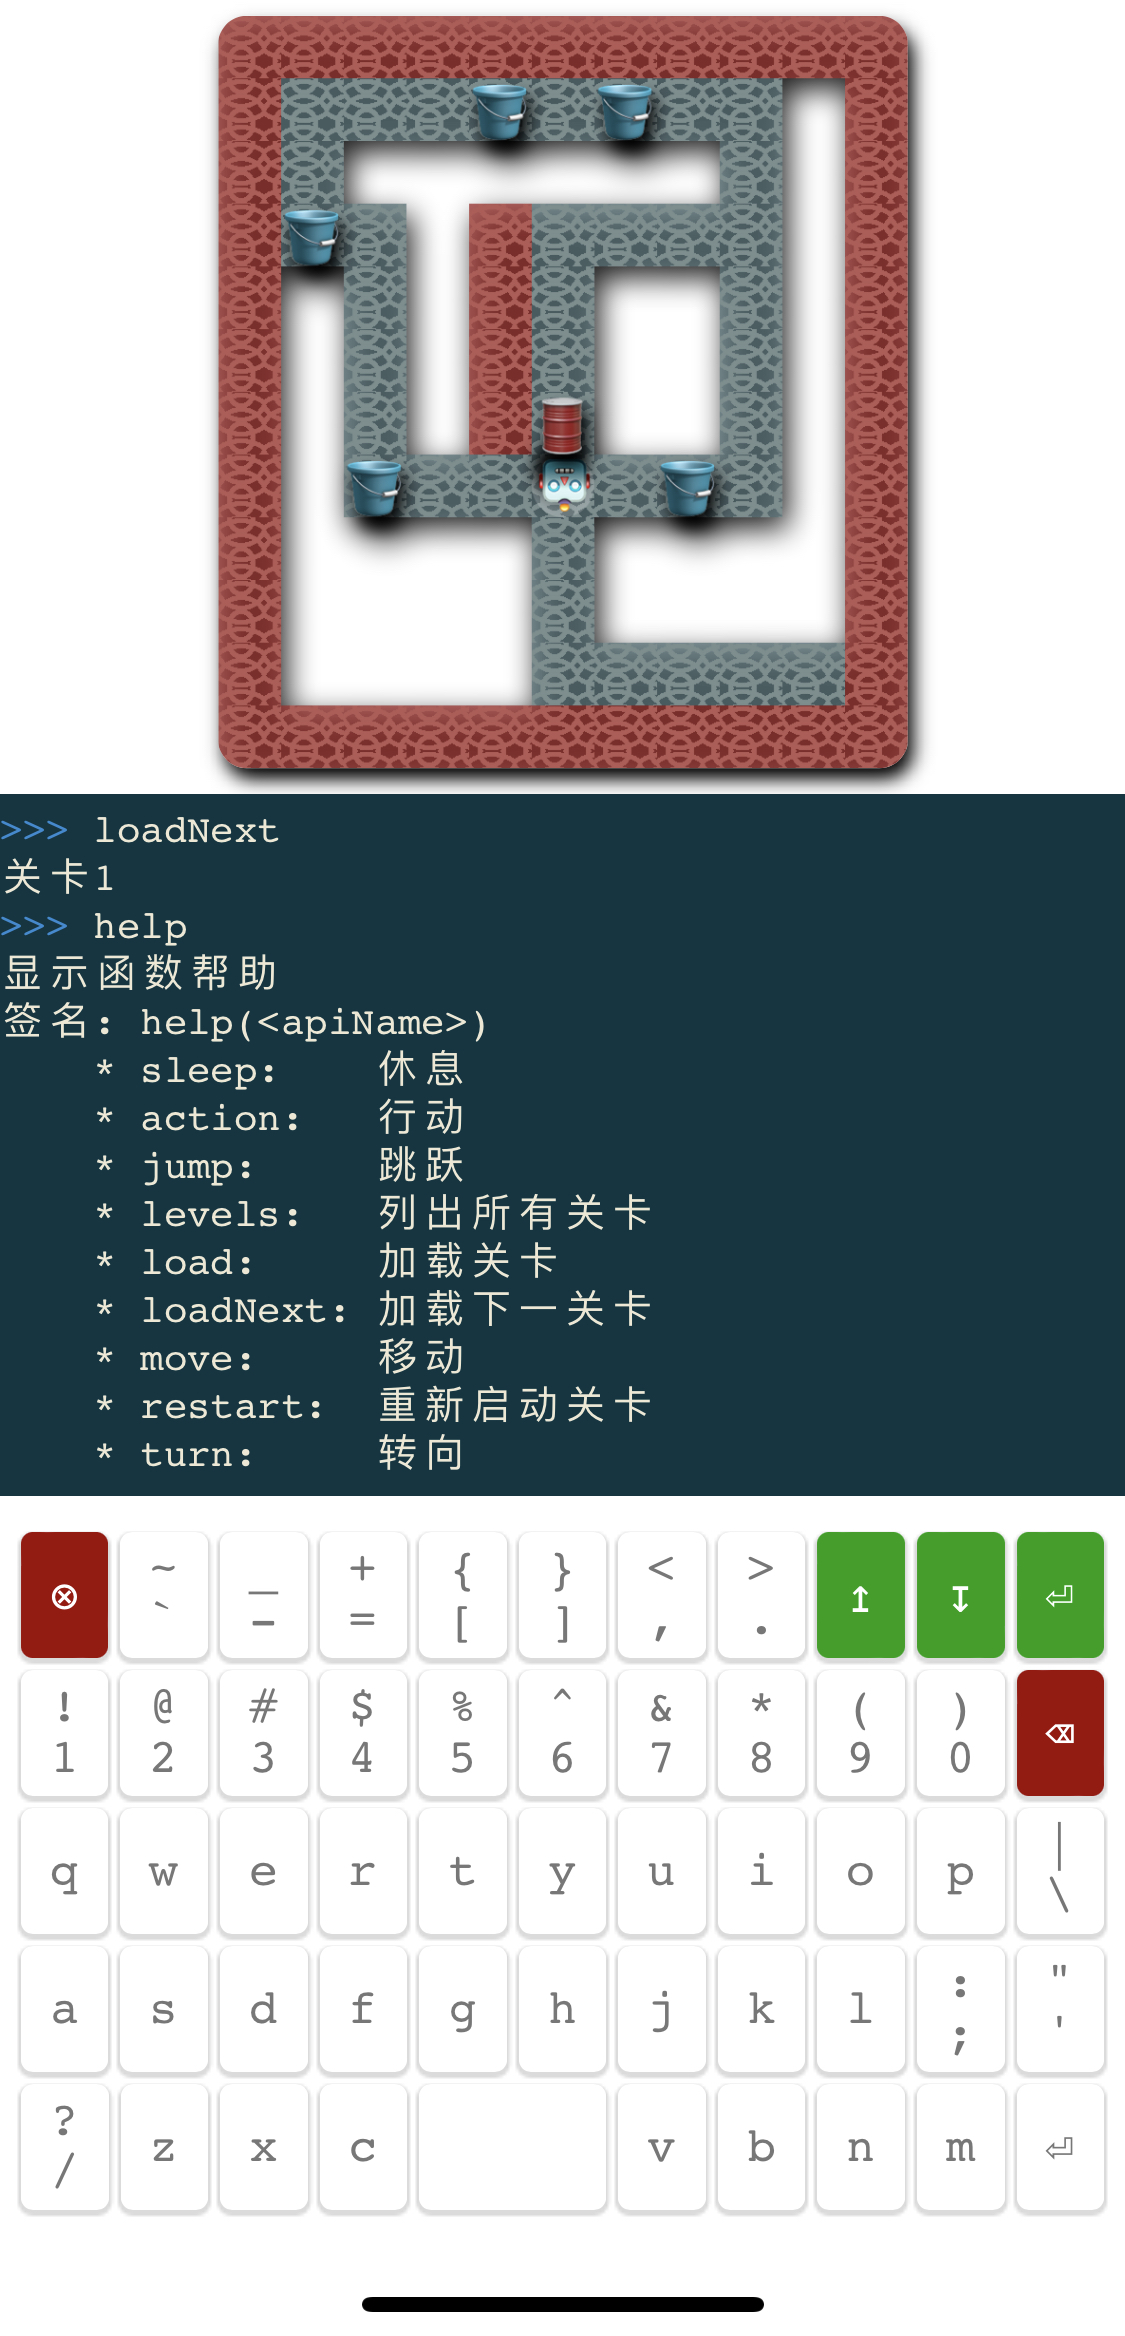 >>> loadNext
关卡1
>>> help
显示函数帮助
签名: help(<apiName>)
* sleep: 休息
* action: 行动
* jump: 跳跃
* levels: 列出所有关卡
* load: 加载关卡
* loadNext: 加载下一关卡
* move: 移动
* restart: 重新启动关卡
* turn: 转向
⊗ ~ _ + { } < > ↥ ↧ ⏎
` - = [ ] , .
! @ # $ % ^ & * ( ) ⌫
1 2 3 4 5 6 7 8 9 0
q w e r t y u i o p |
\
a s d f g h j k l : "
; '
? z x c v b n m ⏎
/